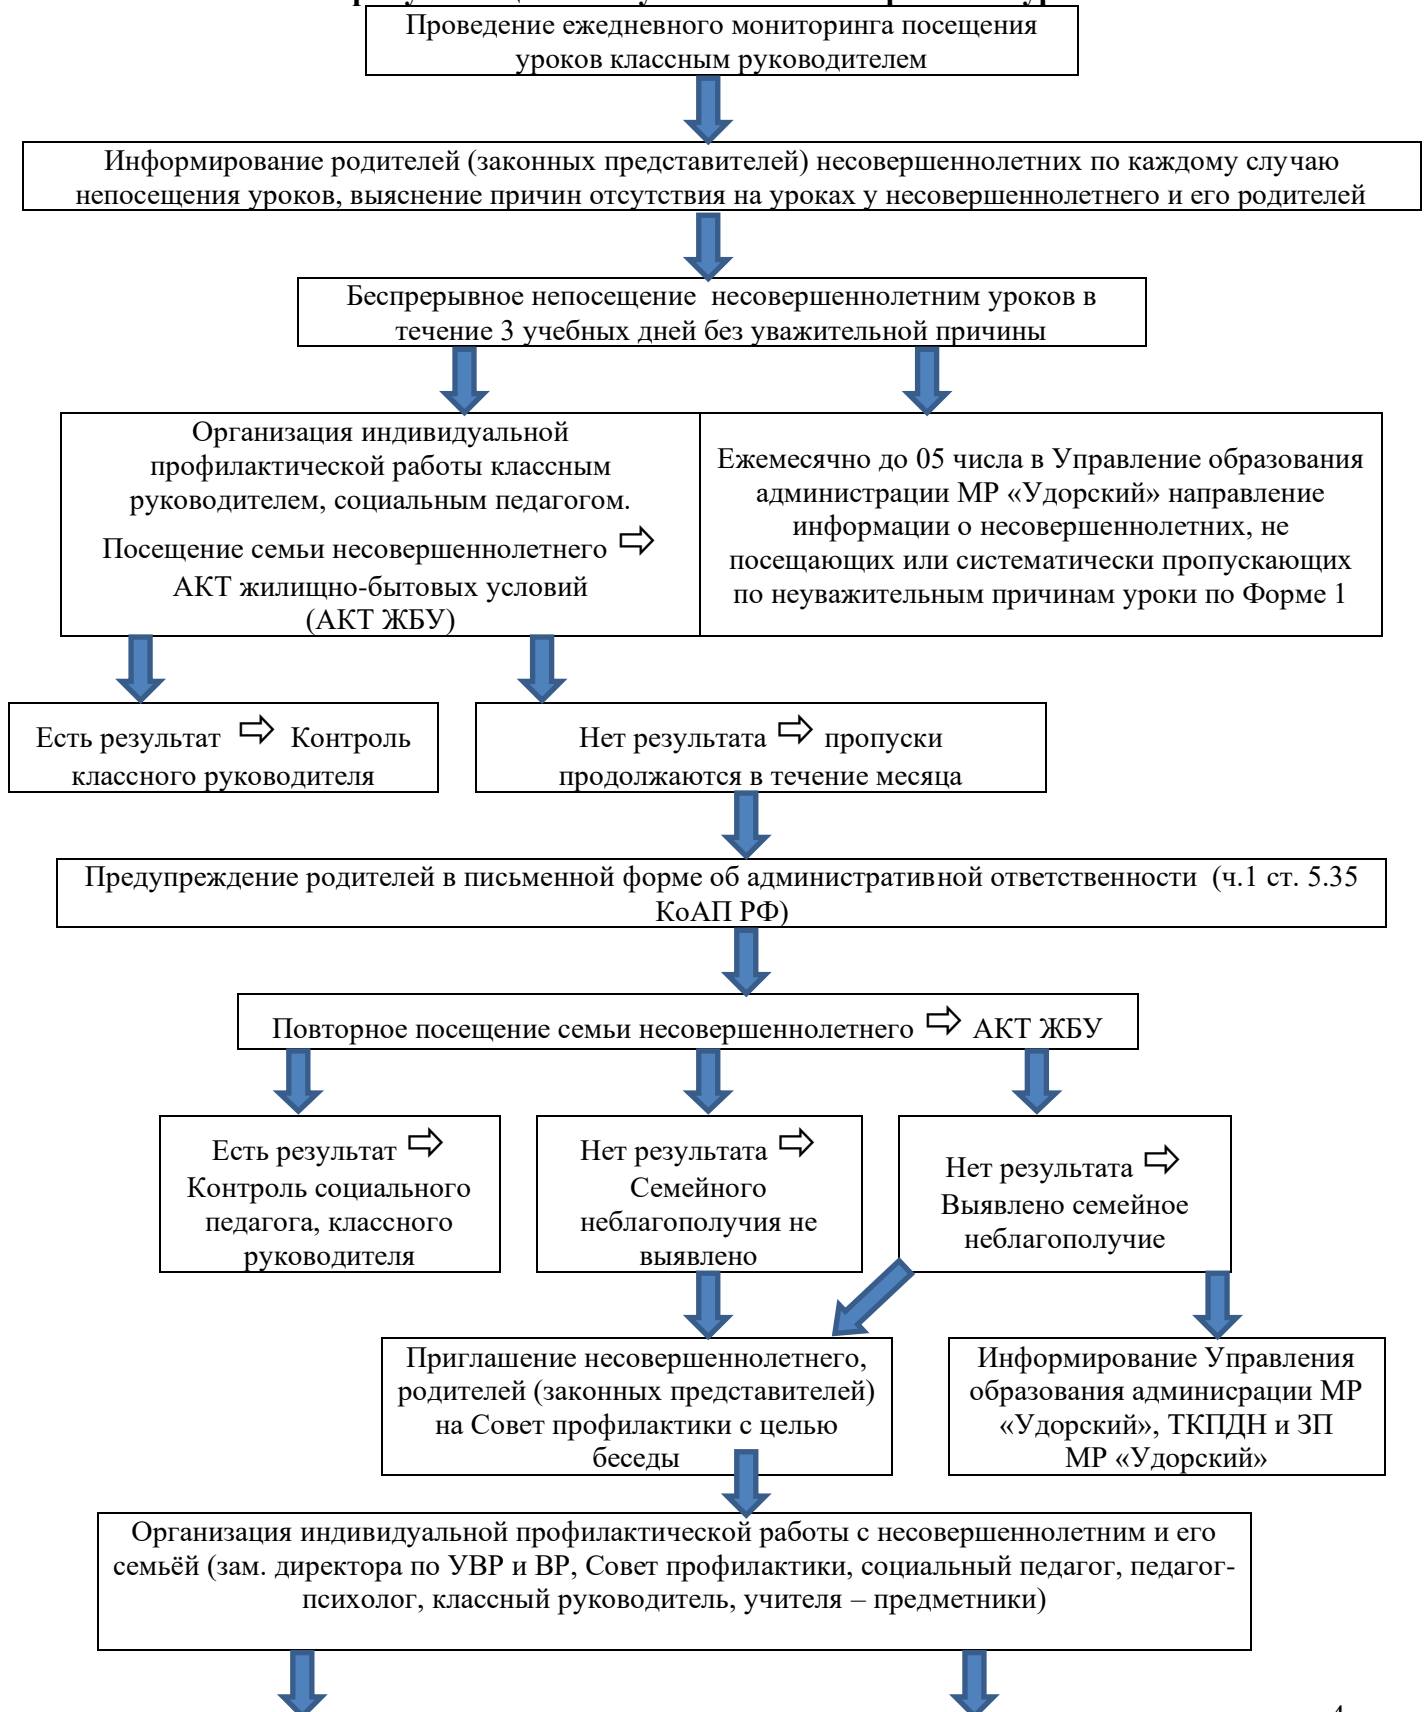 Проведение ежедневного мониторинга посещения
уроков классным руководителем
Информирование родителей (законных представителей) несовершеннолетних по каждому случаю
непосещения уроков, выяснение причин отсутствия на уроках у несовершеннолетнего и его родителей
Беспрерывное непосещение несовершеннолетним уроков в
течение 3 учебных дней без уважительной причины
Организация индивидуальной
профилактической работы классным
руководителем, социальным педагогом.
Посещение семьи несовершеннолетнего ⇨
АКТ жилищно-бытовых условий
(АКТ ЖБУ)
Ежемесячно до 05 числа в Управление образования
администрации МР «Удорский» направление
информации о несовершеннолетних, не
посещающих или систематически пропускающих
по неуважительным причинам уроки по Форме 1
Есть результат ⇨ Контроль
классного руководителя
Нет результата ⇨ пропуски
продолжаются в течение месяца
Предупреждение родителей в письменной форме об административной ответственности (ч.1 ст. 5.35
КоАП РФ)
Повторное посещение семьи несовершеннолетнего ⇨ АКТ ЖБУ
Есть результат ⇨
Контроль социального
педагога, классного
руководителя
Нет результата ⇨
Семейного
неблагополучия не
выявлено
Нет результата ⇨
Выявлено семейное
неблагополучие
Приглашение несовершеннолетнего,
родителей (законных представителей)
на Совет профилактики с целью
беседы
Информирование Управления
образования админисрации МР
«Удорский», ТКПДН и ЗП
МР «Удорский»
Организация индивидуальной профилактической работы с несовершеннолетним и его
семьёй (зам. директора по УВР и ВР, Совет профилактики, социальный педагог, педагог-
психолог, классный руководитель, учителя – предметники)
4